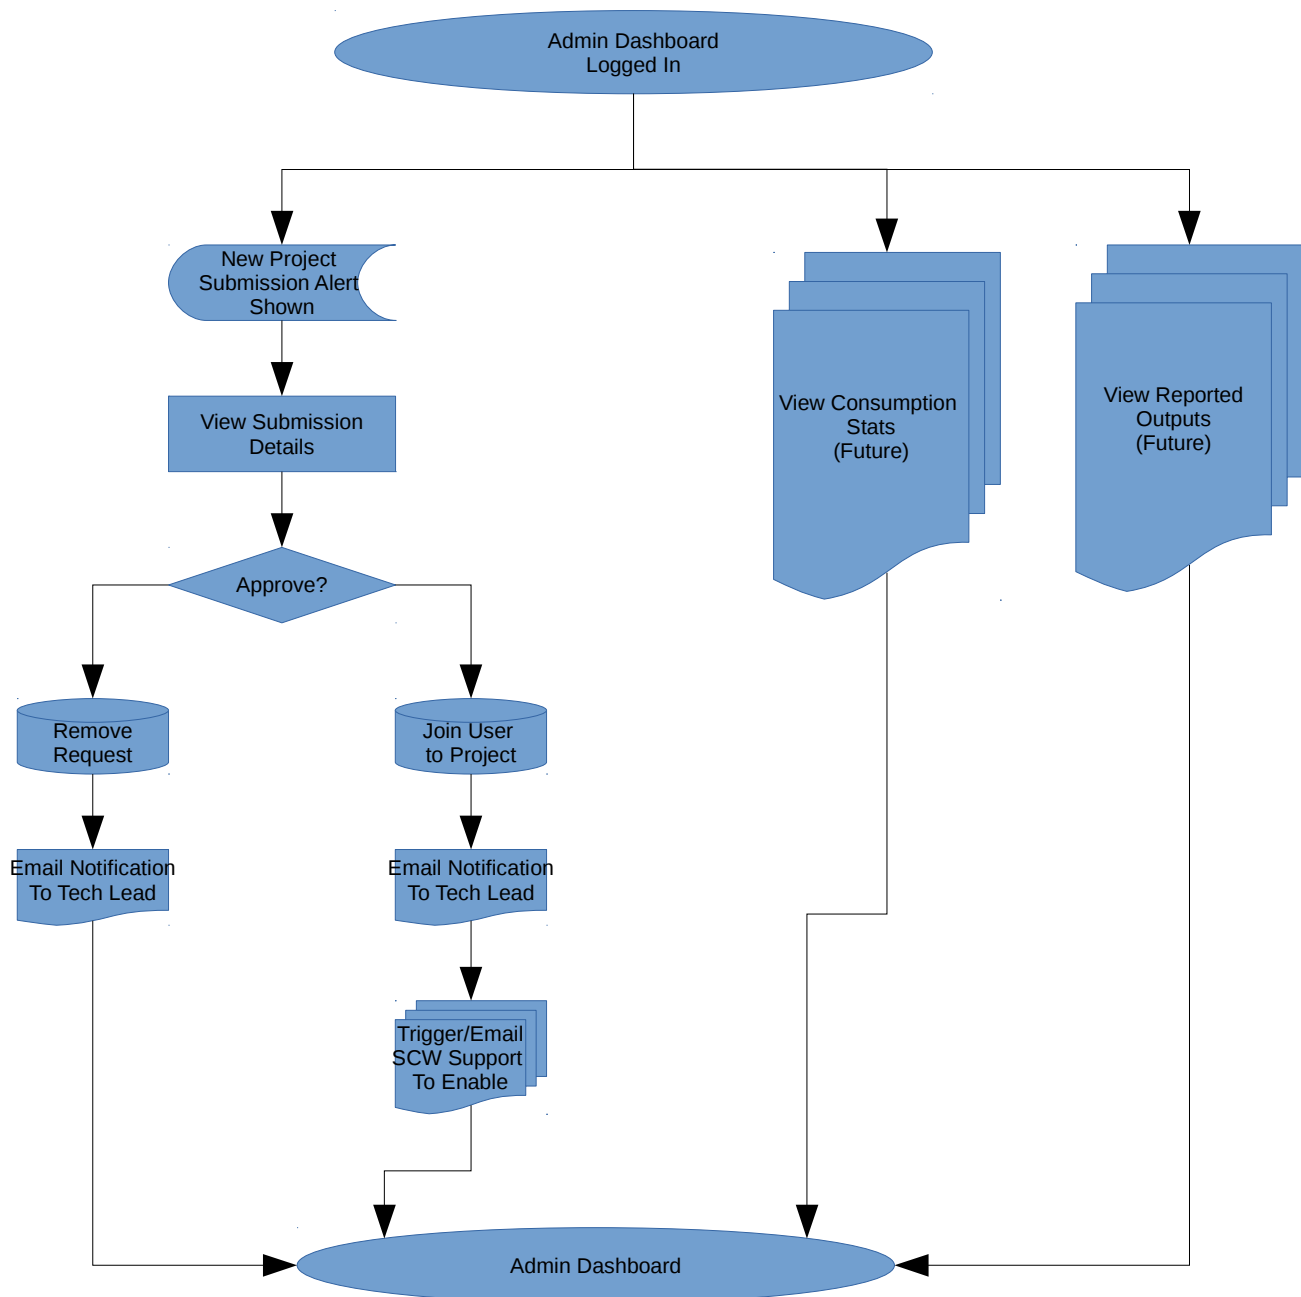 Admin Dashboard
Logged In
New Project
Submission Alert
Shown
View Submission
Details
Approve?
Remove
Request
Join User
to Project
Email Notification
To Tech Lead
Email Notification
To Tech Lead
Trigger/Email
SCW Support
To Enable
View Consumption
Stats
(Future)
View Reported
Outputs
(Future)
Admin Dashboard